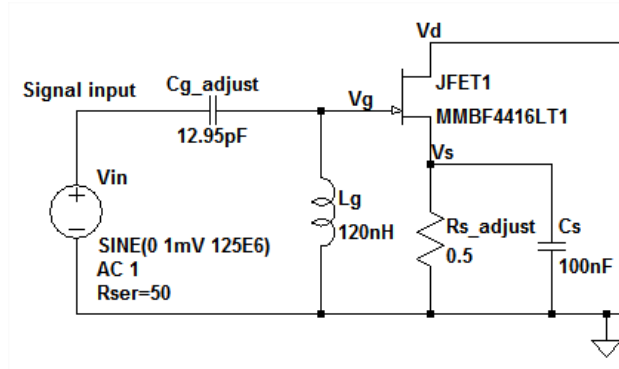 Vd
Cg_adjust
JFET1
Signal input
Vg
MMBF4416LT1
12.95pF
Vs
Vin
Lg
Rs_adjust
Cs
120nH
SINE(0 1mV 125E6)
0.5
100nF
AC 1
Rser=50